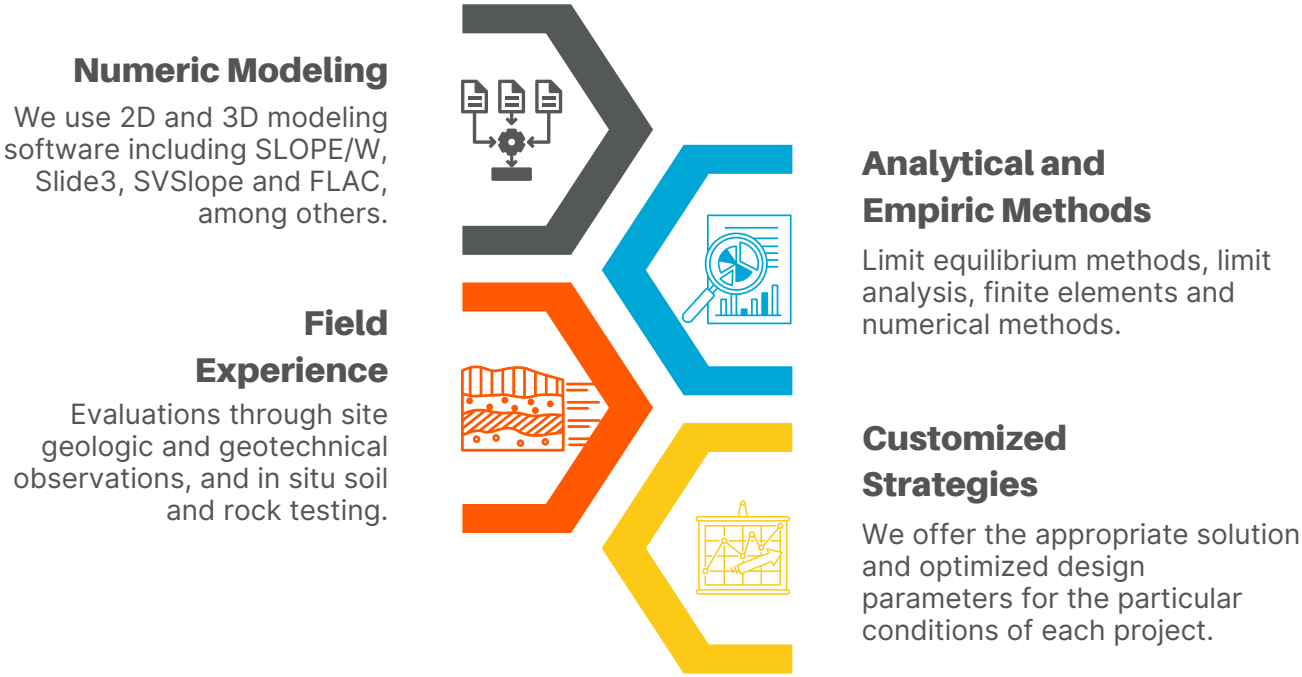 Numeric Modeling
We use 2D and 3D modeling
software including SLOPE/W,
Slide3, SVSlope and FLAC,
among others.
Analytical and
Empiric Methods
Limit equilibrium methods, limit
analysis, finite elements and
numerical methods.
Field
Experience
Evaluations through site
geologic and geotechnical
observations, and in situ soil
and rock testing.
Customized
Strategies
We offer the appropriate solution
and optimized design
parameters for the particular
conditions of each project.